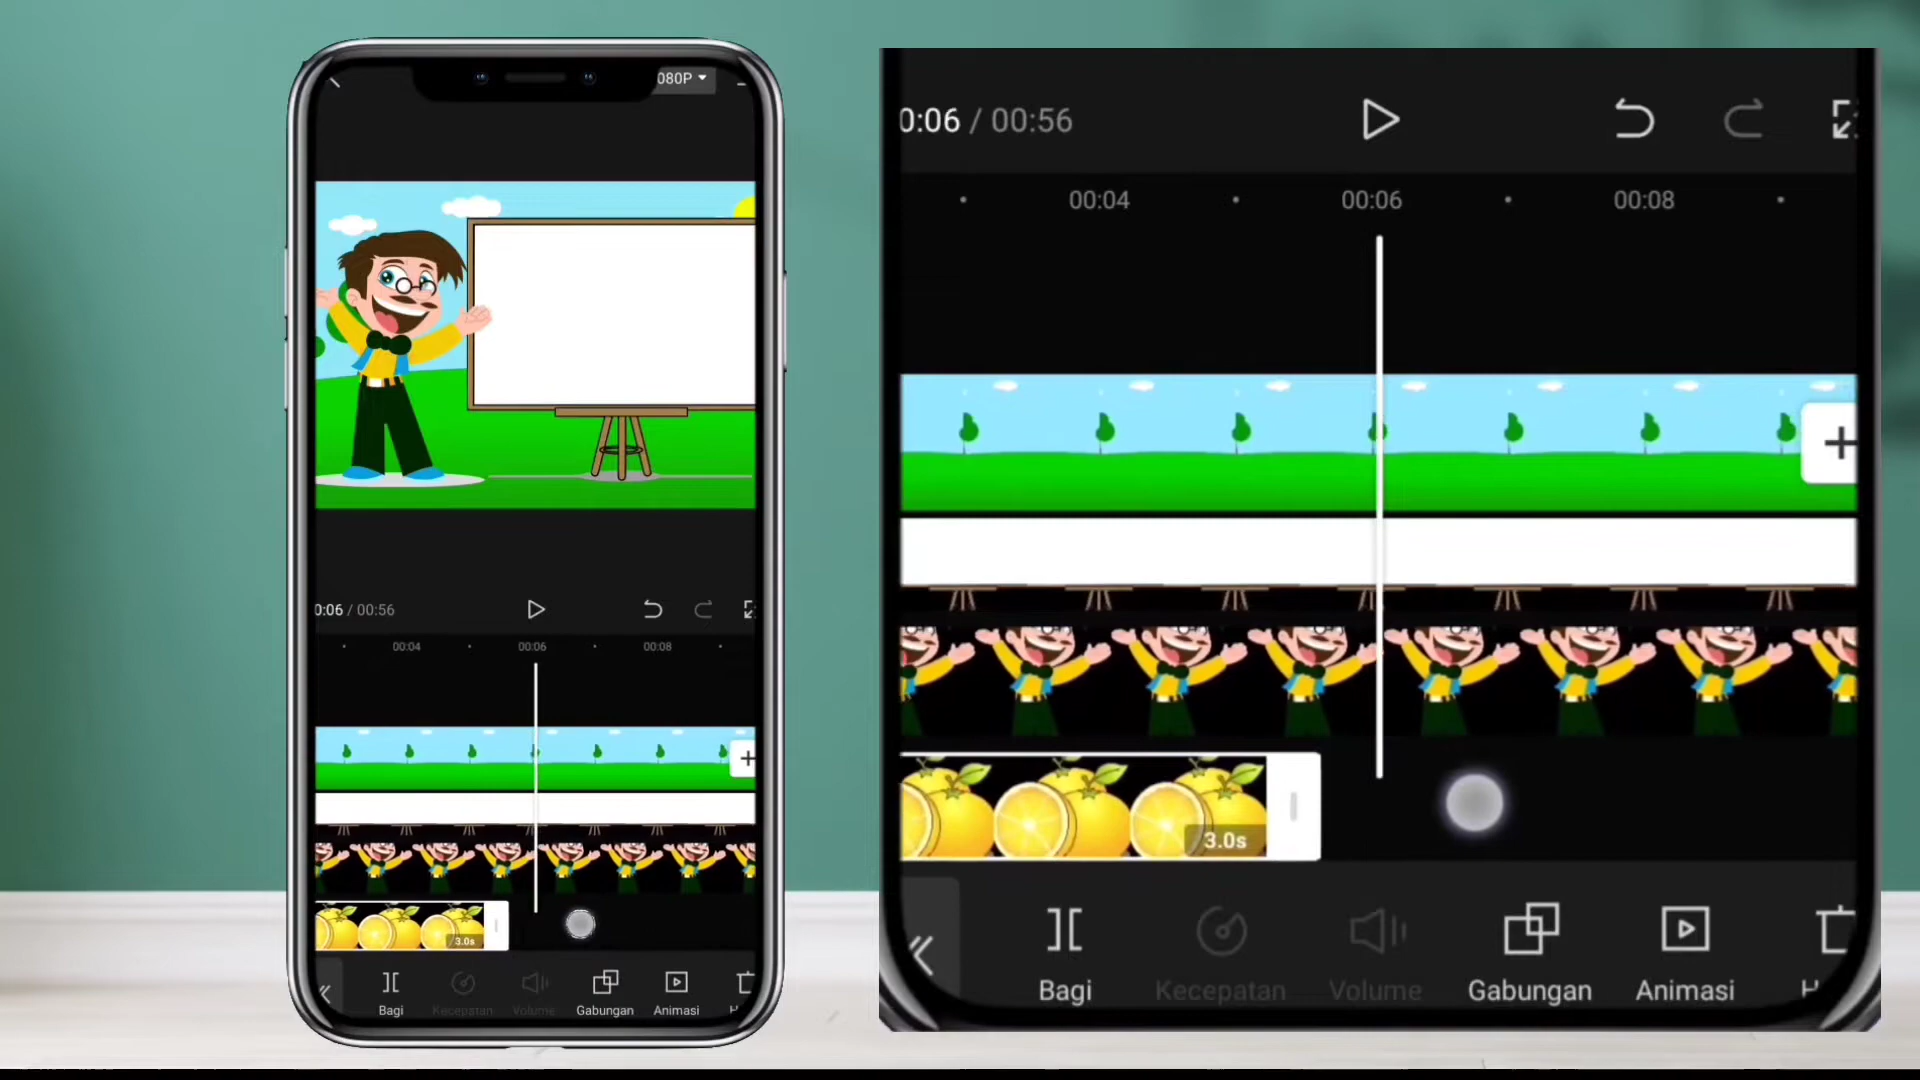 080P
0:06 / 00:56
00:04 00:06 00:08
3.0s
Bagi Kecepatan Volume Gabungan Animasi H
0:06 / 00:56
00:04 00:06 00:08
3.0s
Bagi Kecepatan Volume Gabungan Animasi H